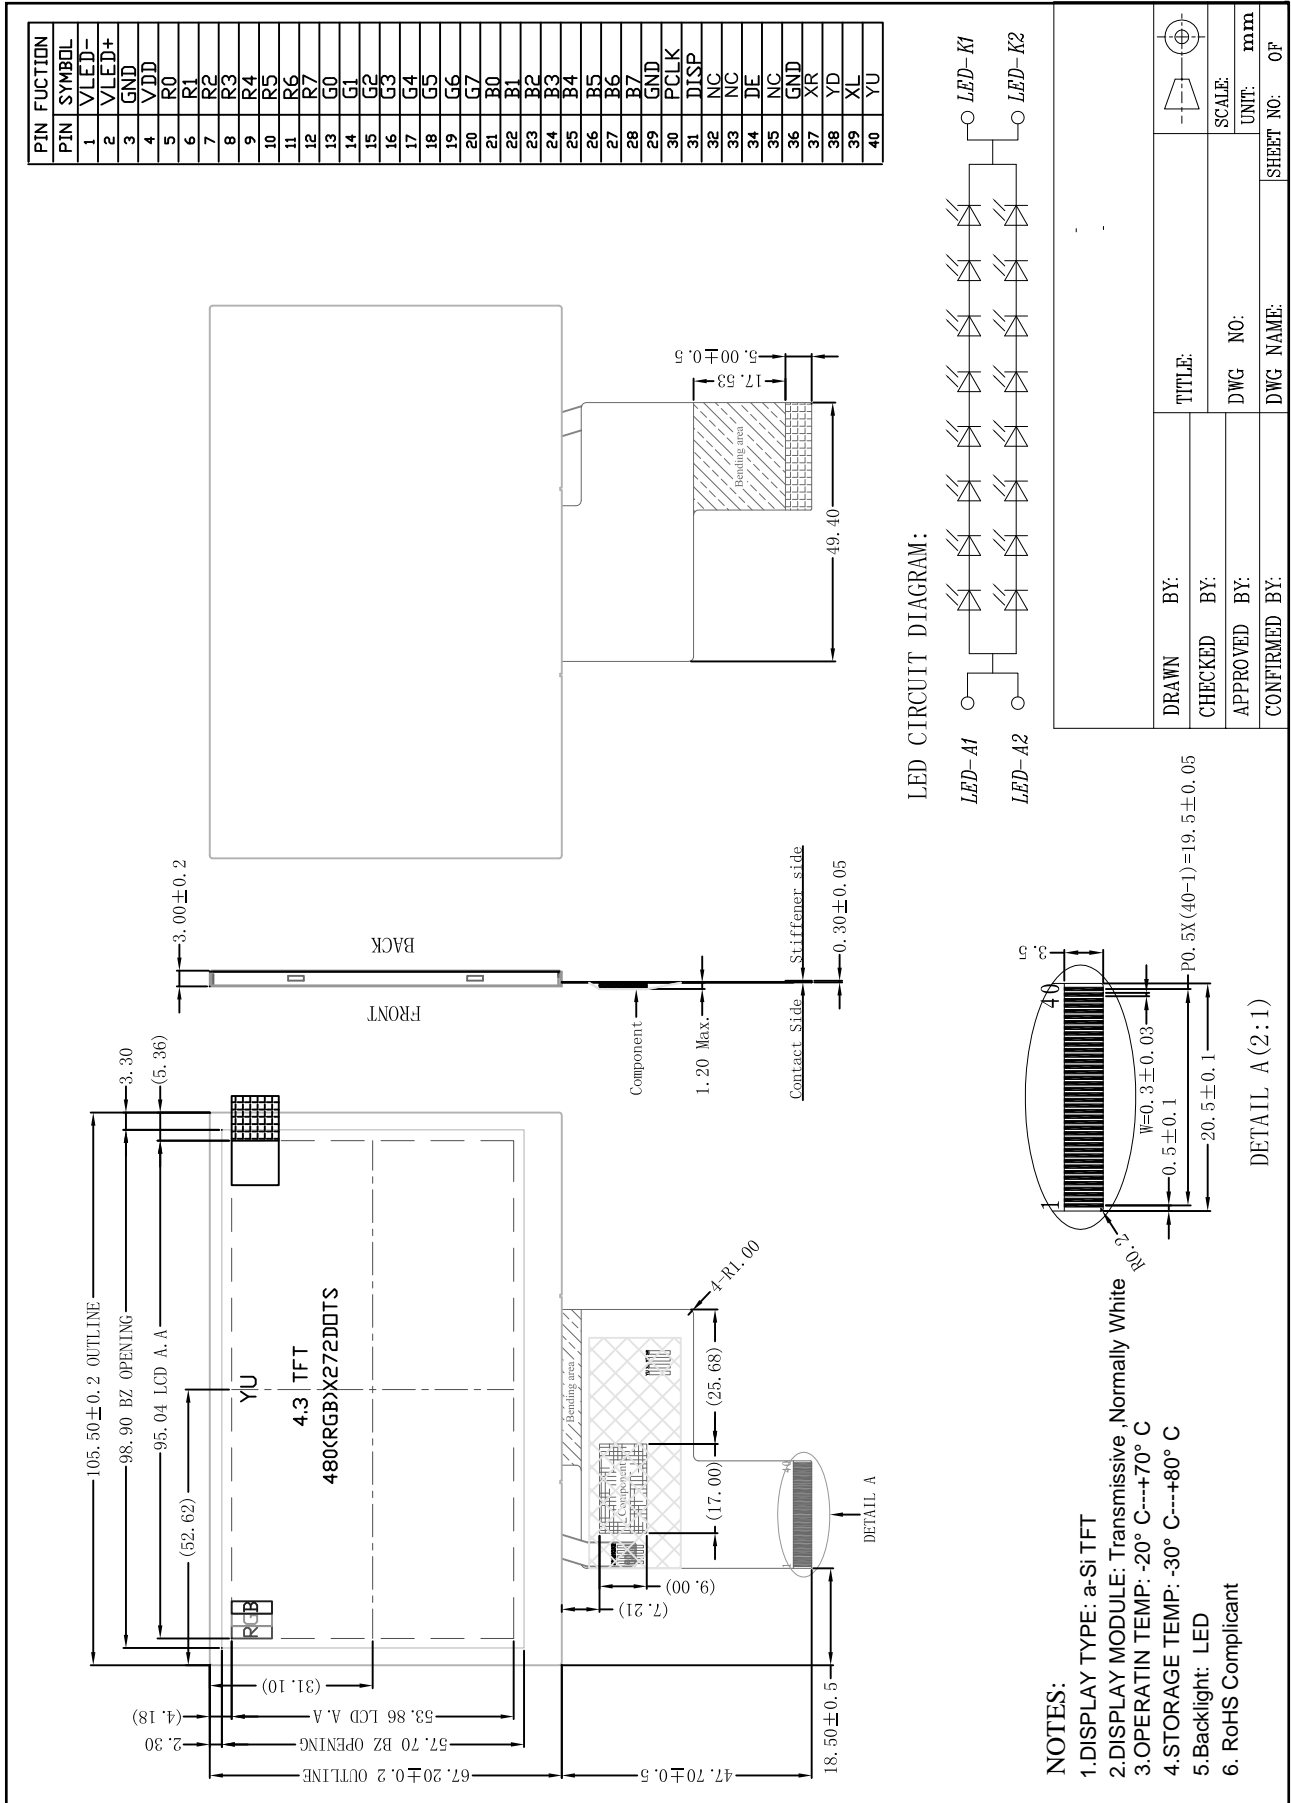 105.50±0.2 OUTLINE
98.90 BZ OPENING
95.04 LCD A.A
(52.62)
3.30
(5.36)
RGB
YU
4.3 TFT
480(RGB)X272DOTS
(4.18)
2.30
(31.10)
53.86 LCD A.A
57.70 BZ OPENING
67.20±0.2 OUTLINE
47.70±0.5
18.50±0.5
(7.21)
(9.00)
(17.00)
(25.68)
4-R1.00
Bending area
Component
1
40
DETAIL A
3.00±0.2
FRONT
BACK
Component
1.20 Max.
Contact Side
Stiffener side
0.30±0.05
Bending area
17.53
5.00±0.5
49.40
PIN FUCTION
PIN SYMBOL
1 VLED-
2 VLED+
3 GND
4 VDD
5 R0
6 R1
7 R2
8 R3
9 R4
10 R5
11 R6
12 R7
13 G0
14 G1
15 G2
16 G3
17 G4
18 G5
19 G6
20 G7
21 B0
22 B1
23 B2
24 B3
25 B4
26 B5
27 B6
28 B7
29 GND
30 PCLK
31 DISP
32 NC
33 NC
34 DE
35 NC
36 GND
37 XR
38 YD
39 XL
40 YU
LED CIRCUIT DIAGRAM:
LED-A1
LED-K1
LED-A2
LED-K2
NOTES:
1.DISPLAY TYPE: a-Si TFT
2.DISPLAY MODULE: Transmissive ,Normally White
3.OPERATIN TEMP: -20° C---+70° C
4.STORAGE TEMP: -30° C---+80° C
5.Backlight: LED
6. RoHS Complicant
1
40
3.5
R0.2
W=0.3±0.03
0.5±0.1
P0.5X(40-1)=19.5±0.05
20.5±0.1
DETAIL A(2:1)
DRAWN BY:
CHECKED BY:
APPROVED BY:
CONFIRMED BY:
TITLE:
DWG NO:
DWG NAME:
SCALE:
UNIT: mm
SHEET NO: OF